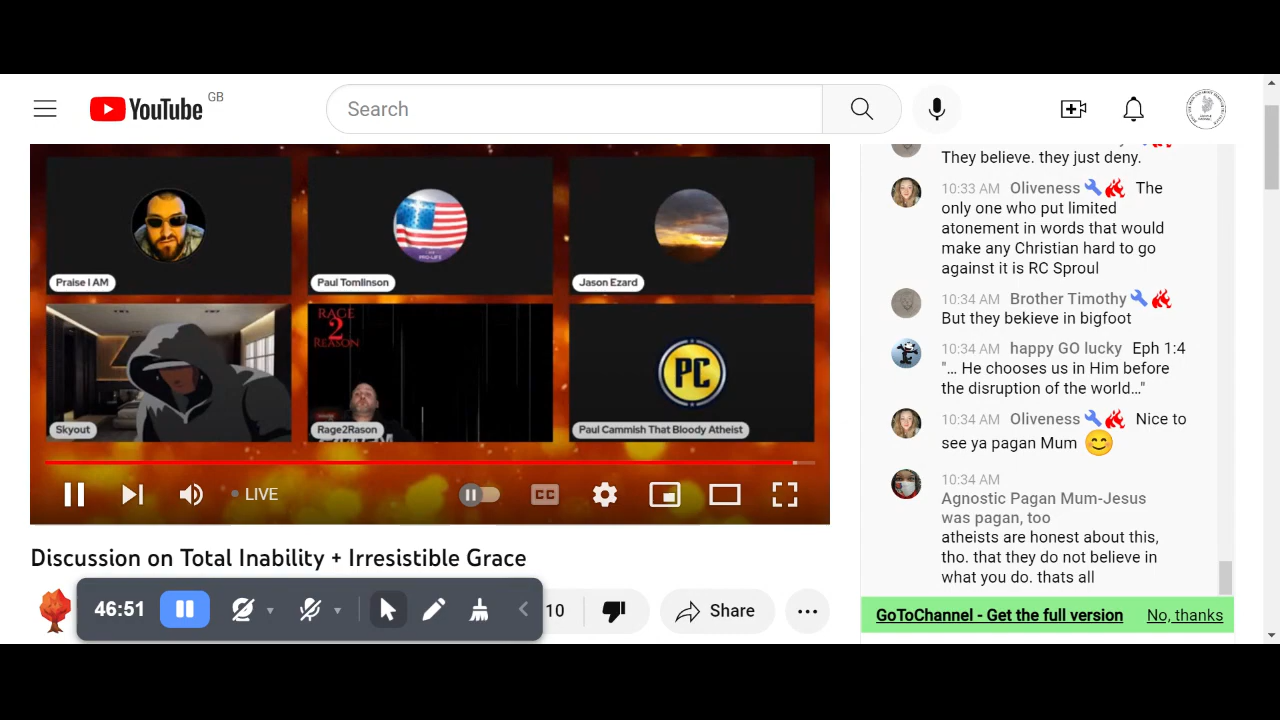 YouTube
GB
Search
Praise I AM
PRO-LIFE
Paul Tomlinson
Jason Ezard
Skyout
RAGE
2
REASON
Rage2Rason
PC
Paul Cammish That Bloody Atheist
LIVE
CC
Discussion on Total Inability + Irresistible Grace
46:51
10
Share
They believe. they just deny.
10:33 AM Oliveness The
only one who put limited
atonement in words that would
make any Christian hard to go
against it is RC Sproul
10:34 AM Brother Timothy
But they bekieve in bigfoot
10:34 AM happy GO lucky Eph 1:4
"… He chooses us in Him before
the disruption of the world…"
10:34 AM Oliveness Nice to
see ya pagan Mum 😊
10:34 AM
Agnostic Pagan Mum-Jesus
was pagan, too
atheists are honest about this,
tho. that they do not believe in
what you do. thats all
GoToChannel - Get the full version No, thanks